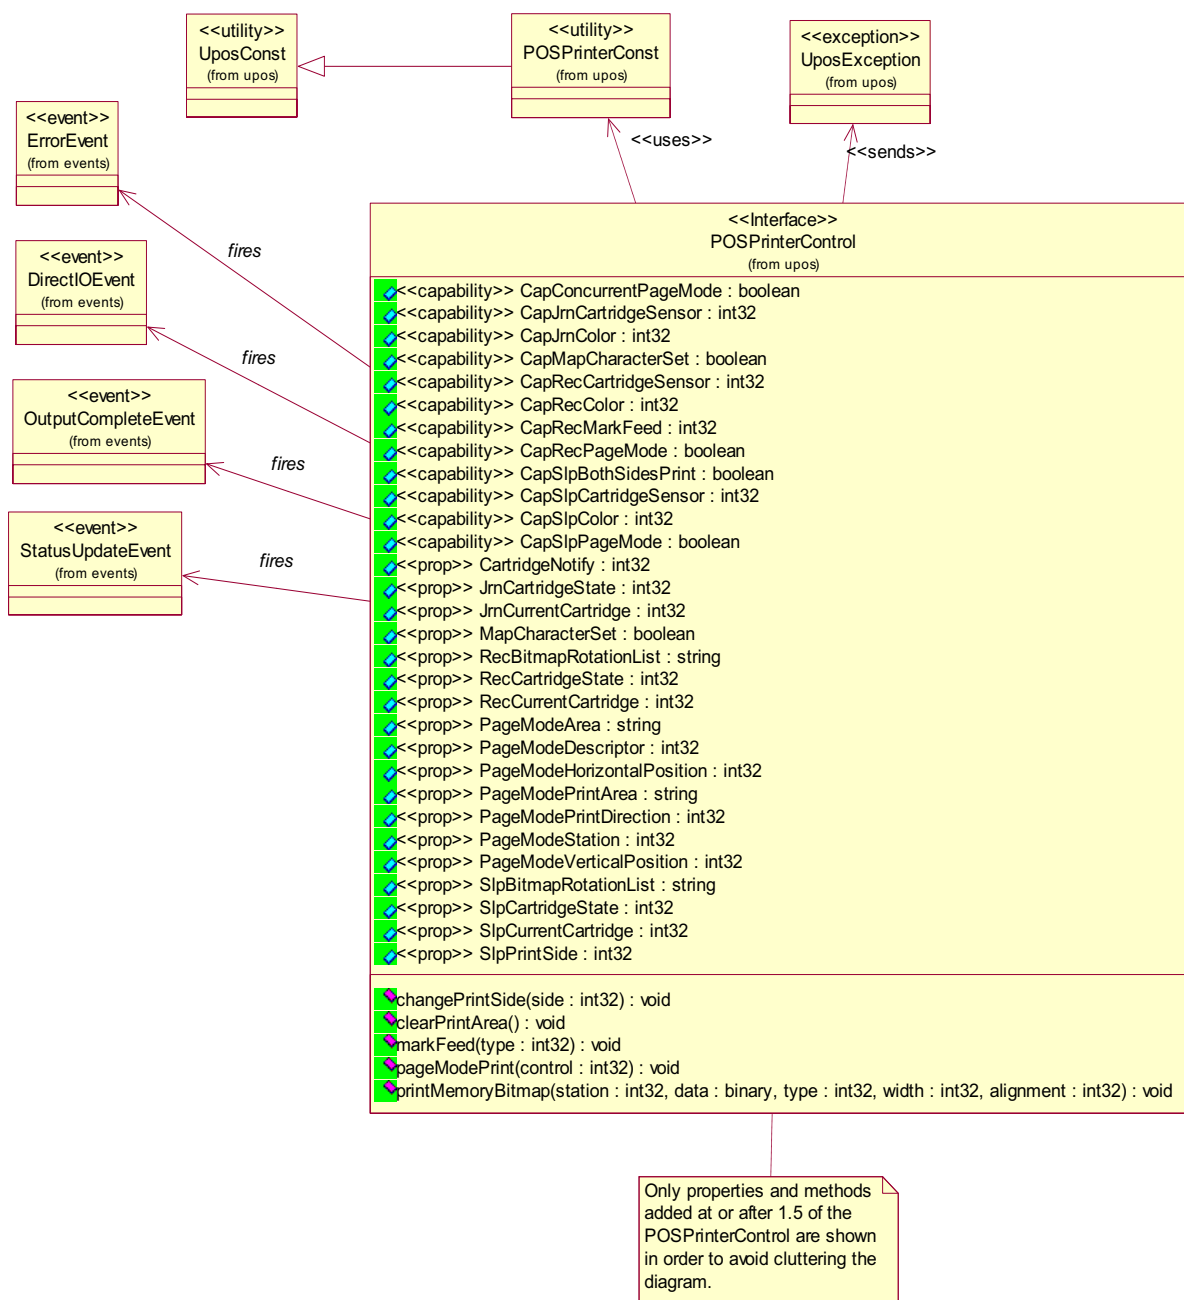 <<utility>>
UposConst
(from upos)
<<utility>>
POSPrinterConst
(from upos)
<<exception>>
UposException
(from upos)
<<uses>>
<<sends>>
<<event>>
ErrorEvent
(from events)
<<event>>
DirectIOEvent
(from events)
<<event>>
OutputCompleteEvent
(from events)
<<event>>
StatusUpdateEvent
(from events)
fires
fires
fires
fires
<<Interface>>
POSPrinterControl
(from upos)
<<capability>> CapConcurrentPageMode : boolean
<<capability>> CapJrnCartridgeSensor : int32
<<capability>> CapJrnColor : int32
<<capability>> CapMapCharacterSet : boolean
<<capability>> CapRecCartridgeSensor : int32
<<capability>> CapRecColor : int32
<<capability>> CapRecMarkFeed : int32
<<capability>> CapRecPageMode : boolean
<<capability>> CapSlpBothSidesPrint : boolean
<<capability>> CapSlpCartridgeSensor : int32
<<capability>> CapSlpColor : int32
<<capability>> CapSlpPageMode : boolean
<<prop>> CartridgeNotify : int32
<<prop>> JrnCartridgeState : int32
<<prop>> JrnCurrentCartridge : int32
<<prop>> MapCharacterSet : boolean
<<prop>> RecBitmapRotationList : string
<<prop>> RecCartridgeState : int32
<<prop>> RecCurrentCartridge : int32
<<prop>> PageModeArea : string
<<prop>> PageModeDescriptor : int32
<<prop>> PageModeHorizontalPosition : int32
<<prop>> PageModePrintArea : string
<<prop>> PageModePrintDirection : int32
<<prop>> PageModeStation : int32
<<prop>> PageModeVerticalPosition : int32
<<prop>> SlpBitmapRotationList : string
<<prop>> SlpCartridgeState : int32
<<prop>> SlpCurrentCartridge : int32
<<prop>> SlpPrintSide : int32
changePrintSide(side : int32) : void
clearPrintArea() : void
markFeed(type : int32) : void
pageModePrint(control : int32) : void
printMemoryBitmap(station : int32, data : binary, type : int32, width : int32, alignment : int32) : void
Only properties and methods
added at or after 1.5 of the
POSPrinterControl are shown
in order to avoid cluttering the
diagram.